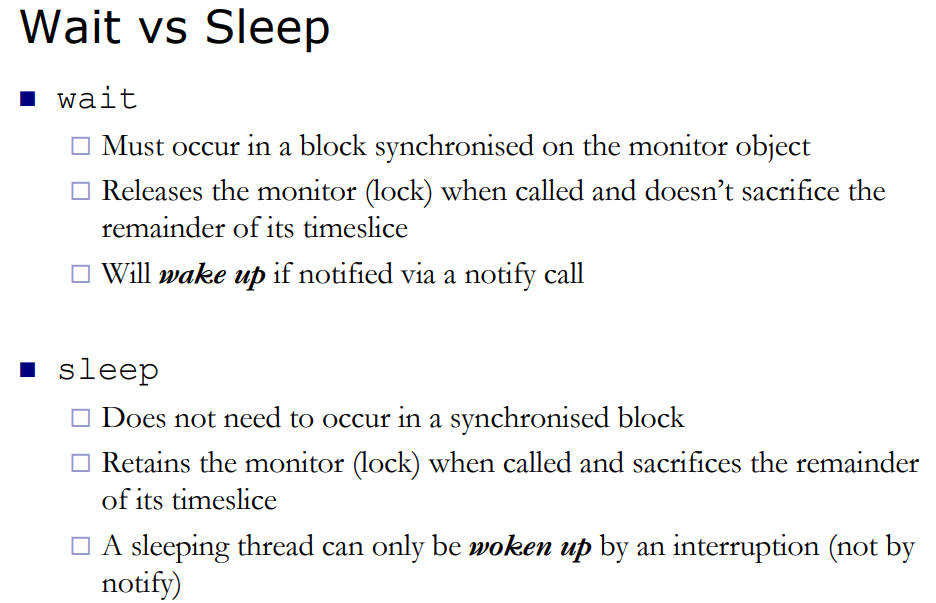 Wait vs Sleep
wait
Must occur in a block synchronised on the monitor object
Releases the monitor (lock) when called and doesn’t sacrifice the
remainder of its timeslice
Will wake up if notified via a notify call
sleep
Does not need to occur in a synchronised block
Retains the monitor (lock) when called and sacrifices the remainder
of its timeslice
A sleeping thread can only be woken up by an interruption (not by
notify)